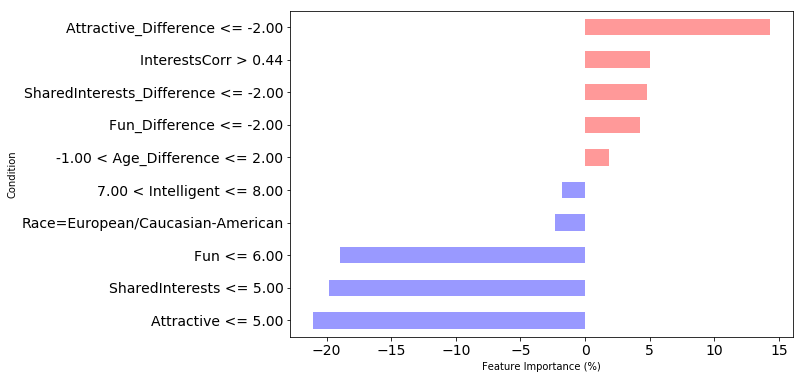 Attractive_Difference <= -2.00
InterestsCorr > 0.44
SharedInterests_Difference <= -2.00
Fun_Difference <= -2.00
-1.00 < Age_Difference <= 2.00
7.00 < Intelligent <= 8.00
Race=European/Caucasian-American
Fun <= 6.00
SharedInterests <= 5.00
Attractive <= 5.00
Condition
−20 −15 −10 −5 0 5 10 15
Feature Importance (%)